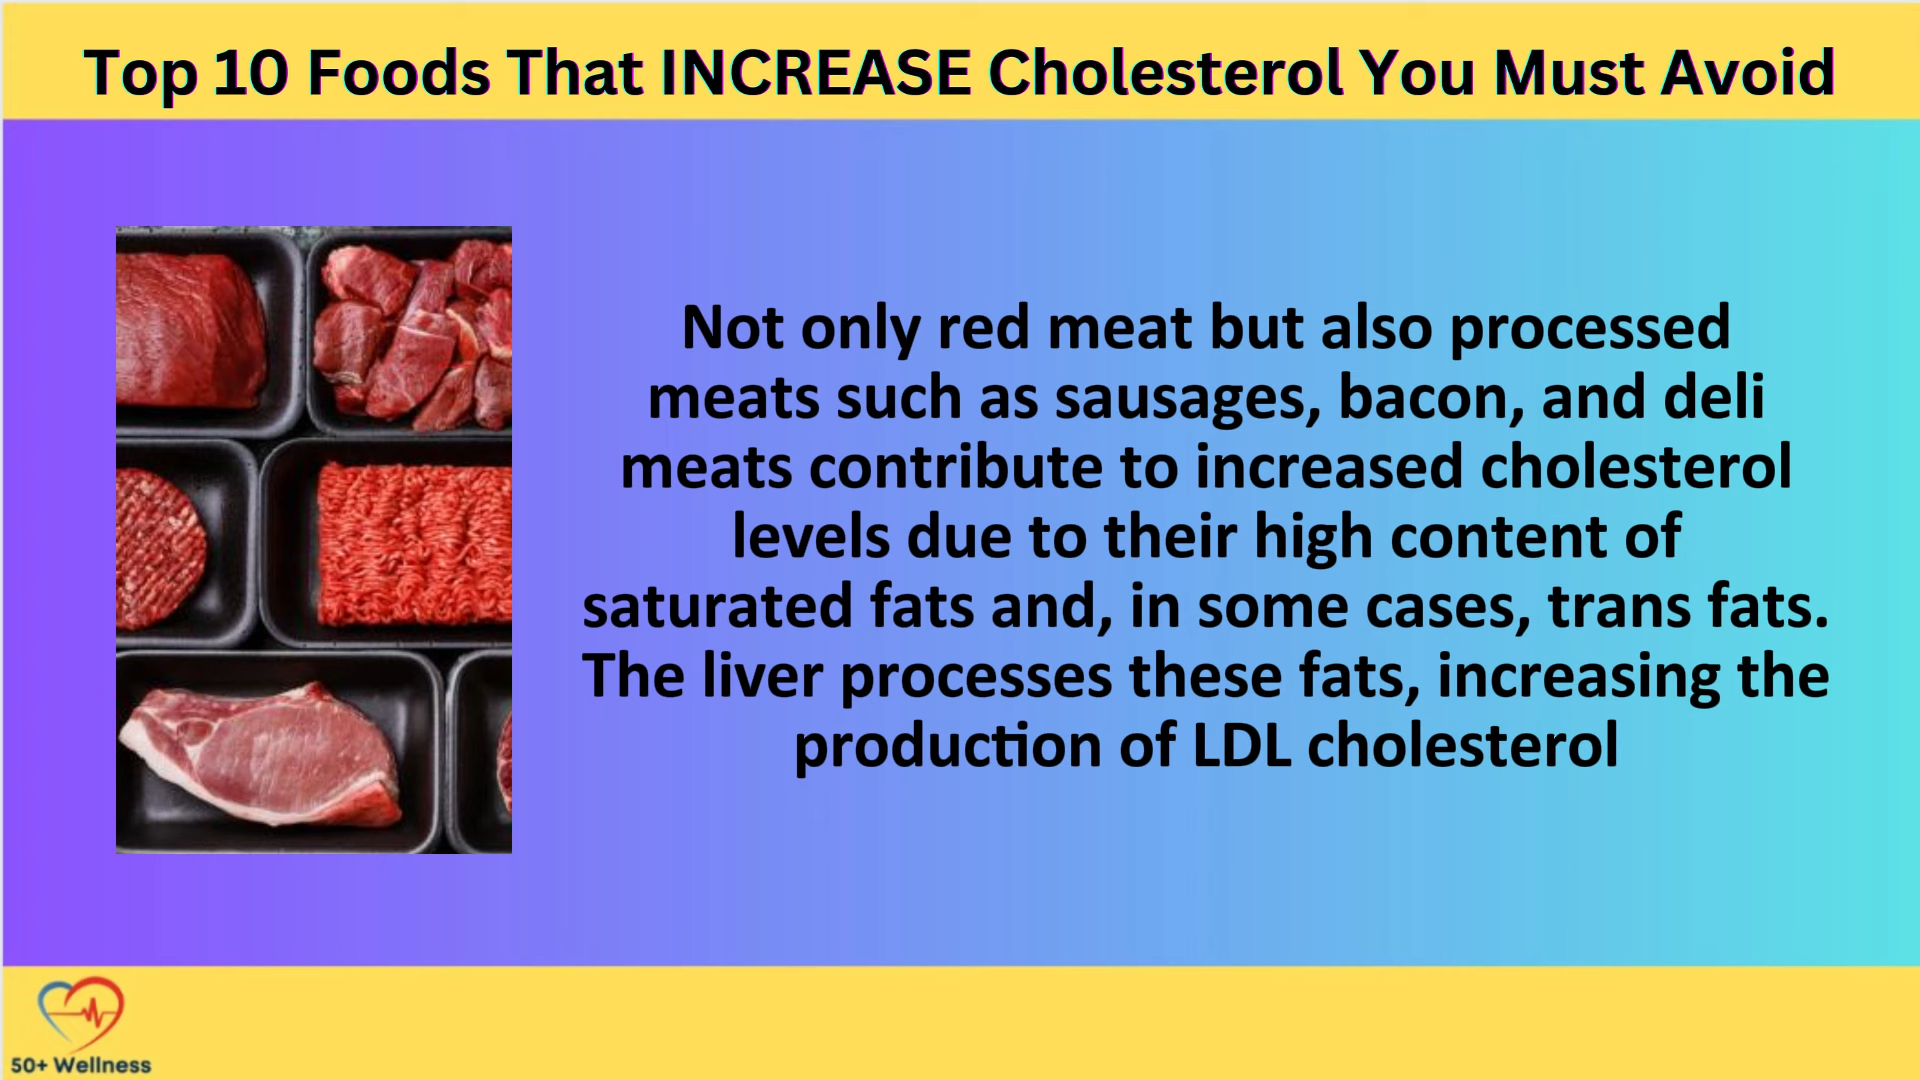 Top 10 Foods That INCREASE Cholesterol You Must Avoid
Not only red meat but also processed
meats such as sausages, bacon, and deli
meats contribute to increased cholesterol
levels due to their high content of
saturated fats and, in some cases, trans fats.
The liver processes these fats, increasing the
production of LDL cholesterol
50+ Wellness